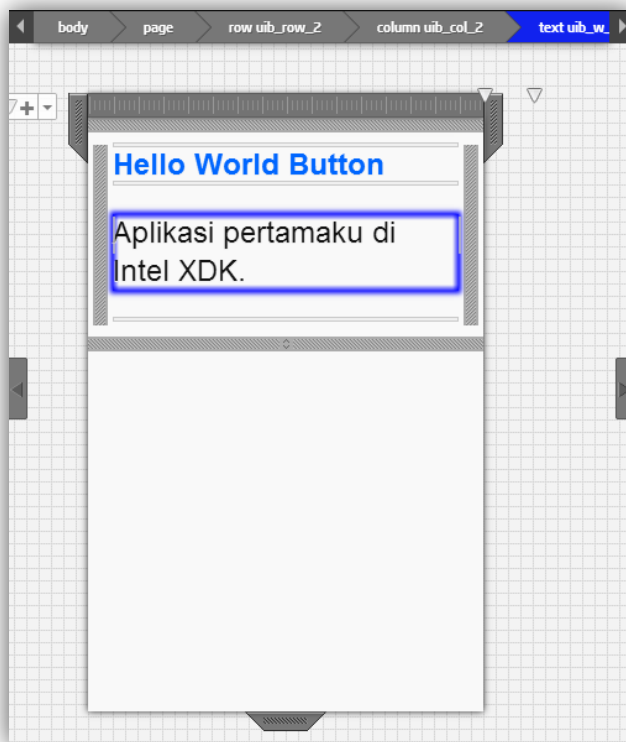 body page row uib_row_2 column uib_col_2 text uib_w_
Hello World Button
Aplikasi pertamaku di
Intel XDK.